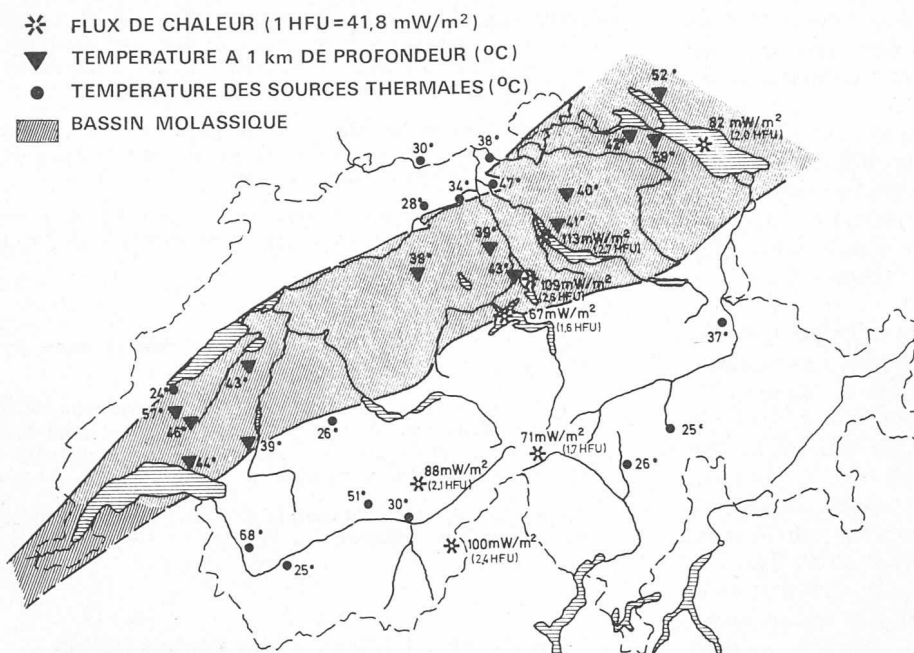 FLUX DE CHALEUR (1 HFU = 41,8 mW/m²)
TEMPERATURE A 1 km DE PROFONDEUR (°C)
TEMPERATURE DES SOURCES THERMALES (°C)
BASSIN MOLASSIQUE
52°
82 mW/m²
(2,0 HFU)
42°
59°
30°
38°
47°
34°
28°
40°
41°
113 mW/m²
(2,7 HFU)
39°
38°
43°
109 mW/m²
(2,6 HFU)
67 mW/m²
(1,6 HFU)
37°
43°
24°
57°
46°
26°
39°
44°
25°
26°
71 mW/m²
(1,7 HFU)
88 mW/m²
(2,1 HFU)
51°
30°
100 mW/m²
(2,4 HFU)
58°
25°